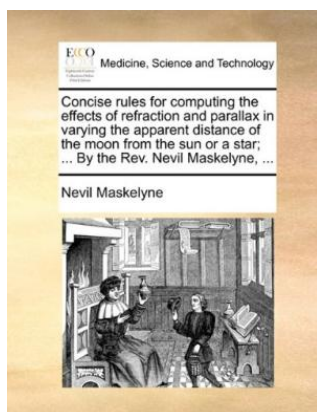 ECCO
Medicine, Science and Technology
Concise rules for computing the
effects of refraction and parallax in
varying the apparent distance of
the moon from the sun or a star;
... By the Rev. Nevil Maskelyne, ...
Nevil Maskelyne